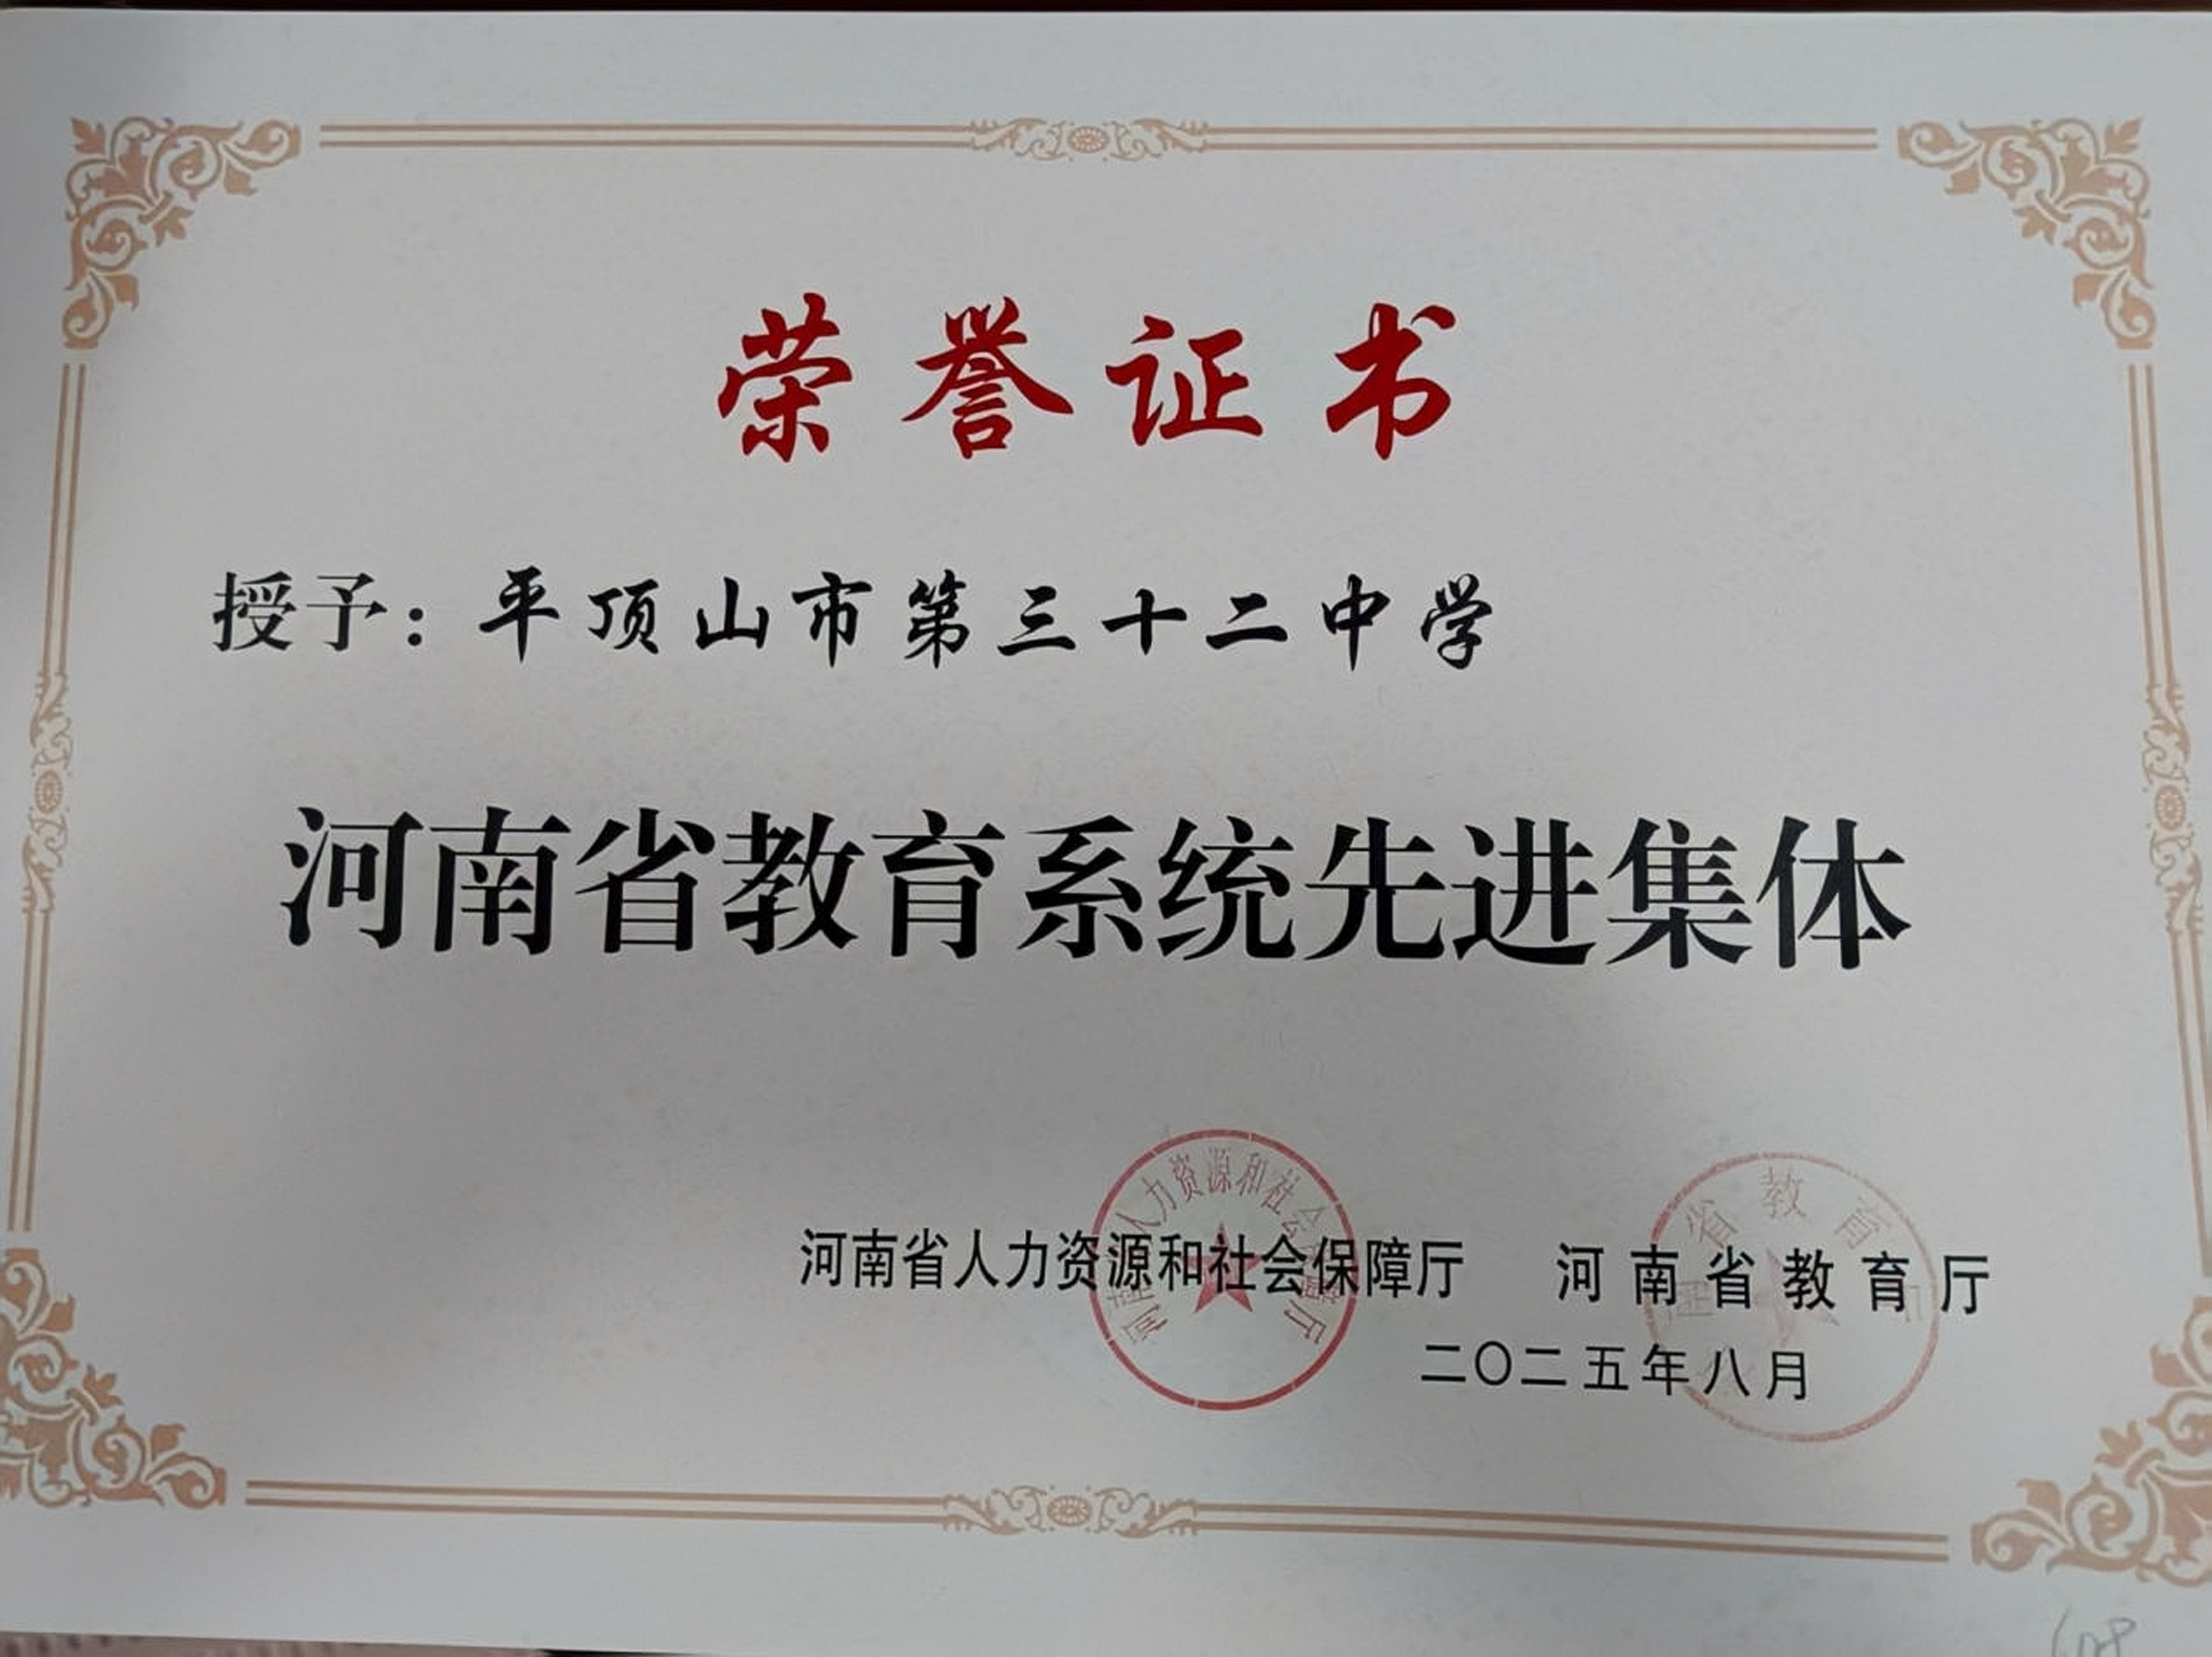 荣誉证书
授予：平顶山市第三十二中学
河南省教育系统先进集体
河南省人力资源和社会保障厅 河南省教育厅
二〇二五年八月